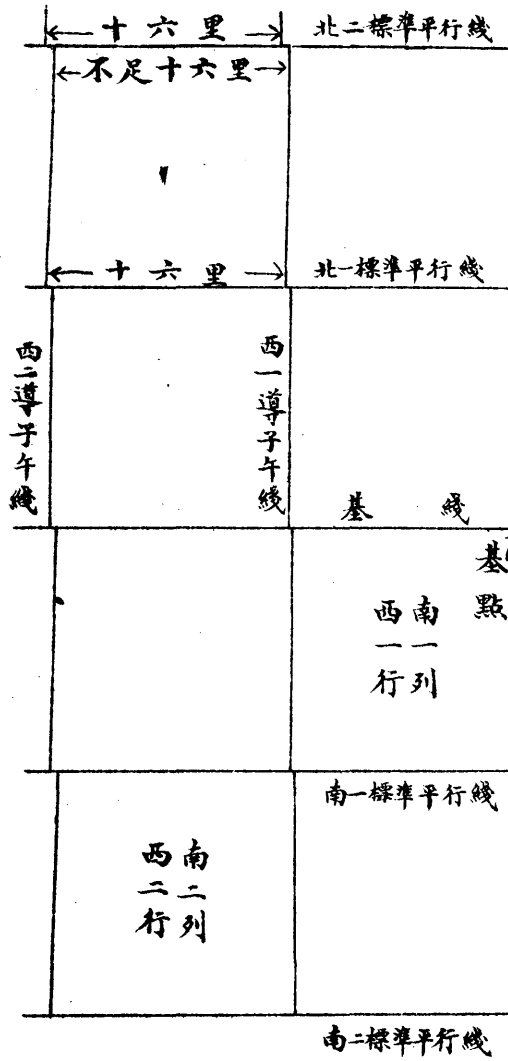 十六里
北二標準平行綫
不足十六里
十六里
北一標準平行綫
西二導子午綫
西一導子午綫
基綫
基點
南一列
西一行
南一標準平行綫
南二列
西二行
南二標準平行綫